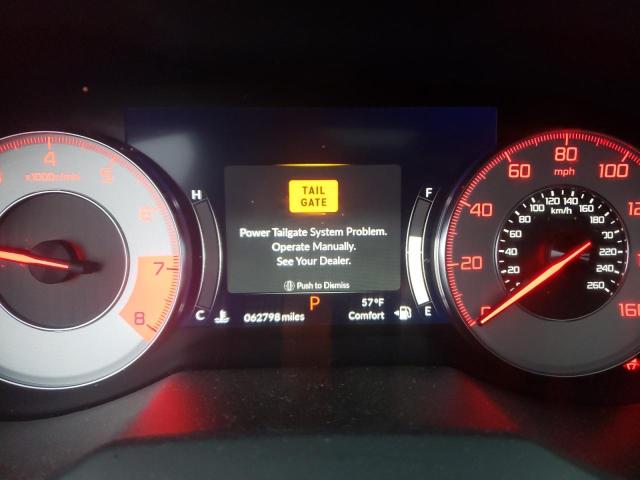 4
5
6
7
8
x1000r/min
H
C
TAIL
GATE
Power Tailgate System Problem.
Operate Manually.
See Your Dealer.
Push to Dismiss
P
57°F
062798 miles
Comfort
F
E
0
20
40
60
80
100
160
mph
km/h
20
40
60
80
100 120 140
160
180
220
260